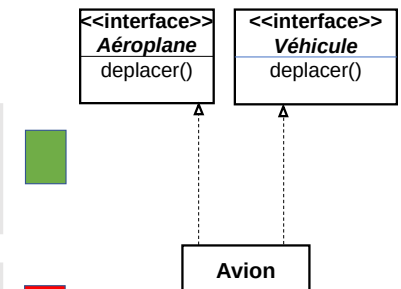 <<interface>>
Aéroplane
deplacer()
<<interface>>
Véhicule
deplacer()
Avion